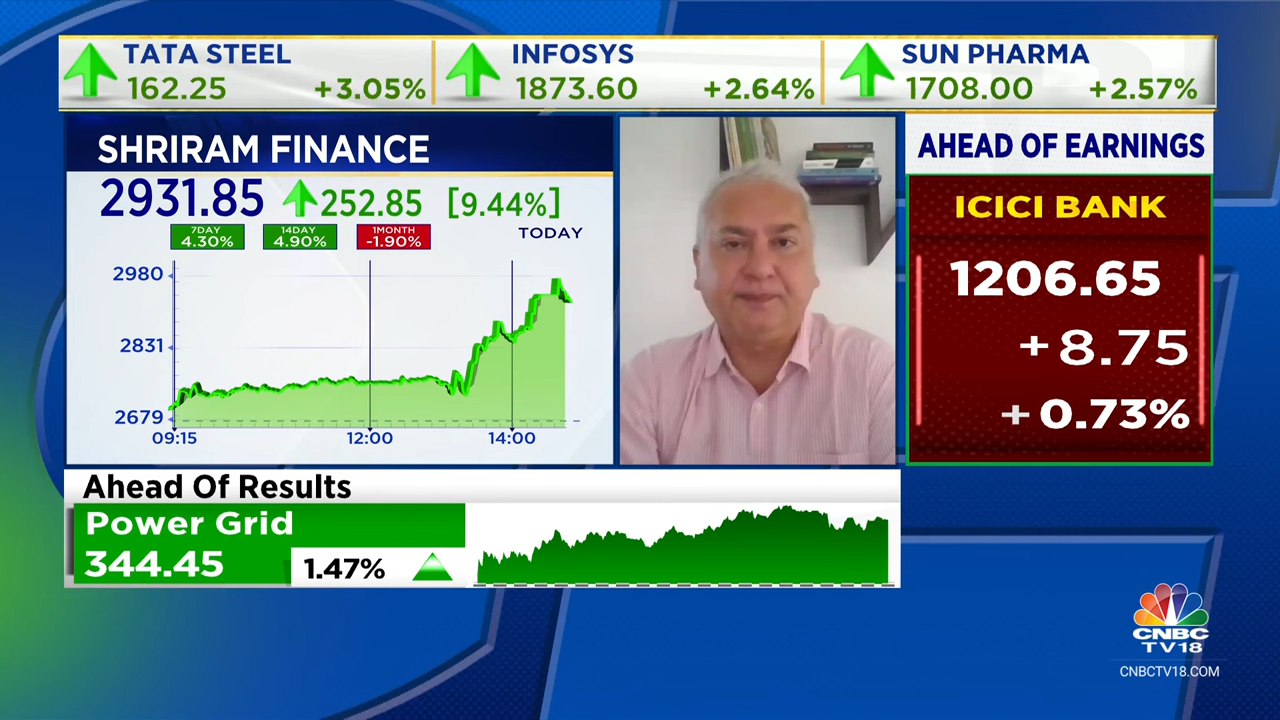 TATA STEEL
162.25 +3.05%
INFOSYS
1873.60 +2.64%
SUN PHARMA
1708.00 +2.57%
SHRIRAM FINANCE
2931.85 252.85 [9.44%]
7DAY
4.30%
14DAY
4.90%
1MONTH
-1.90%
TODAY
2980
2831
2679
09:15 12:00 14:00
AHEAD OF EARNINGS
ICICI BANK
1206.65
+8.75
+0.73%
Ahead Of Results
Power Grid
344.45 1.47%
CNBC
TV18
CNBCTV18.COM